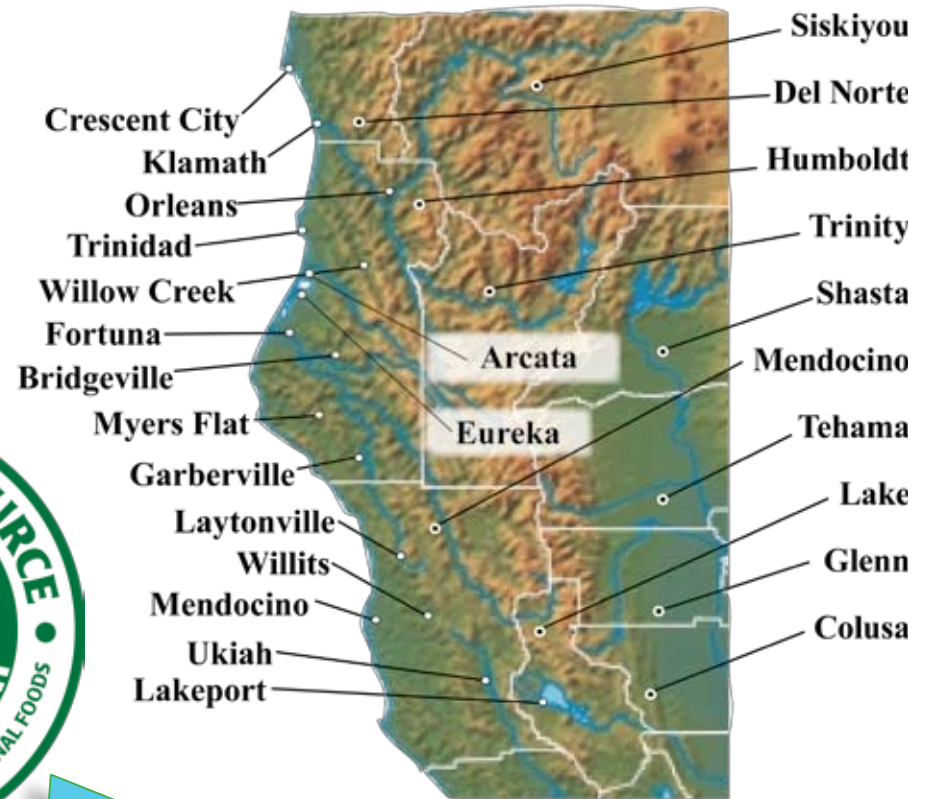 Siskiyou
Del Norte
Crescent City
Klamath
Humboldt
Orleans
Trinity
Trinidad
Willow Creek
Shasta
Fortuna
Arcata
Mendocino
Bridgeville
Myers Flat
Eureka
Tehama
Garberville
Lake
Laytonville
Willits
Glenn
Mendocino
Colusa
Ukiah
Lakeport
FOODS